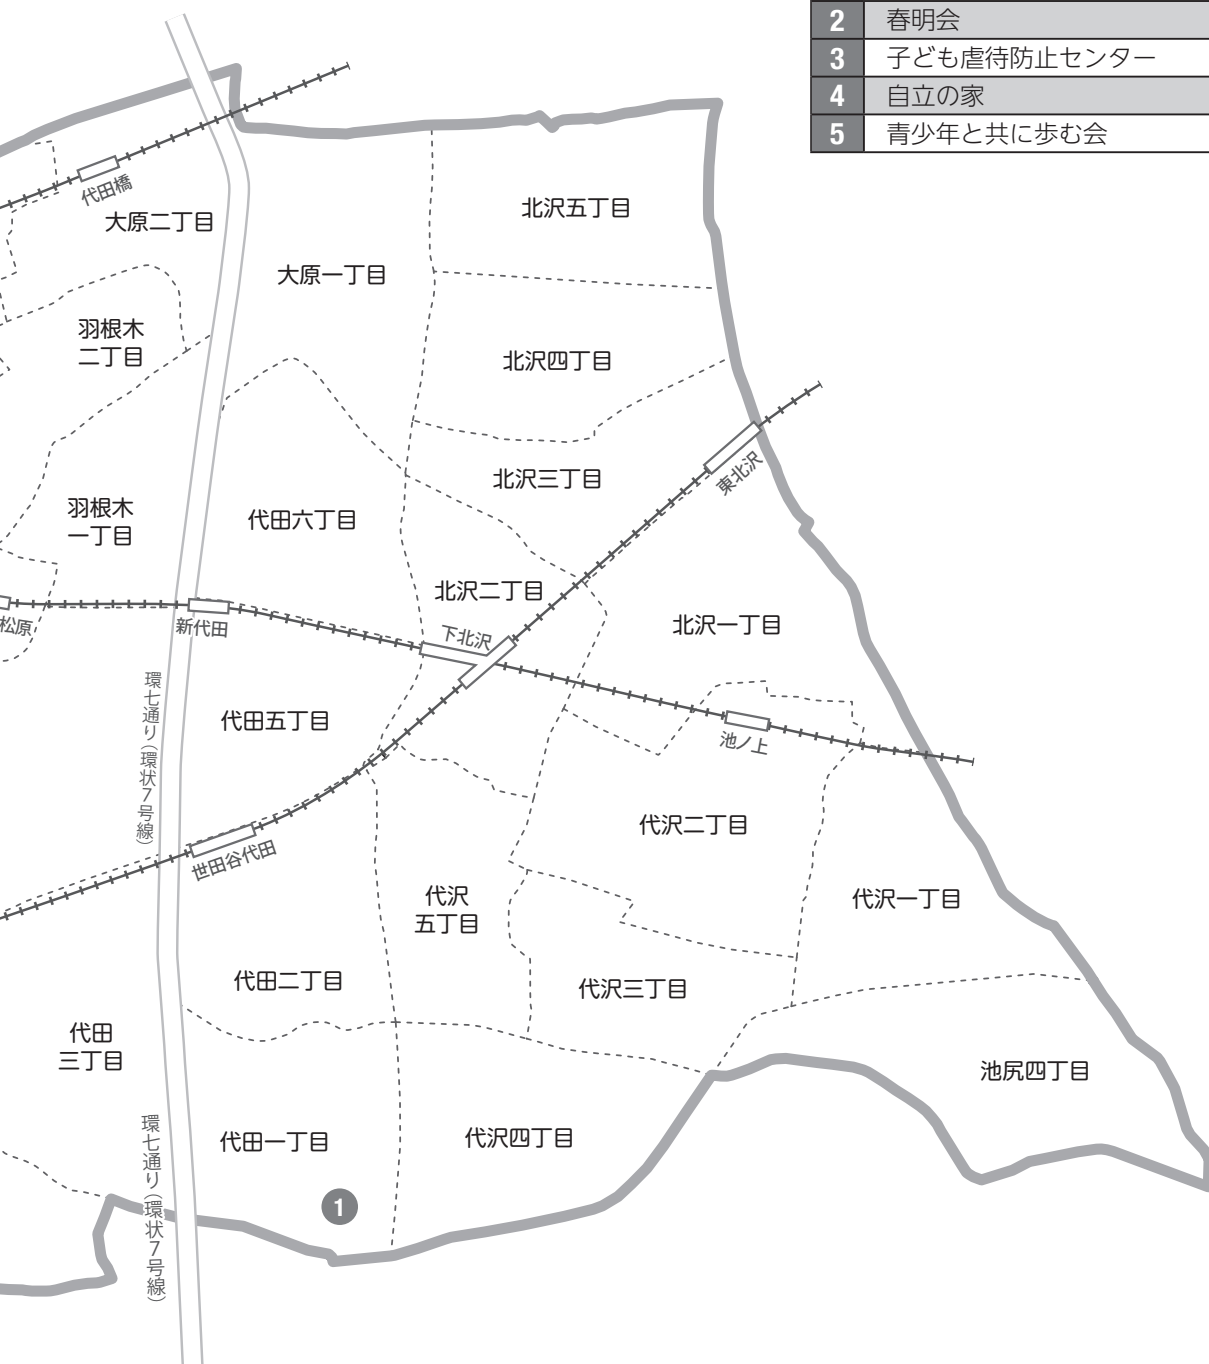 2 春明会
3 子ども虐待防止センター
4 自立の家
5 青少年と共に歩む会
代田橋
大原二丁目
北沢五丁目
大原一丁目
羽根木
二丁目
北沢四丁目
東北沢
北沢三丁目
羽根木
一丁目
代田六丁目
北沢二丁目
北沢一丁目
松原
新代田
下北沢
環七通り（環状7号線）
代田五丁目
池ノ上
代沢二丁目
世田谷代田
代沢
五丁目
代沢一丁目
代田二丁目
代沢三丁目
代田
三丁目
池尻四丁目
環七通り（環状7号線）
代田一丁目
代沢四丁目
1